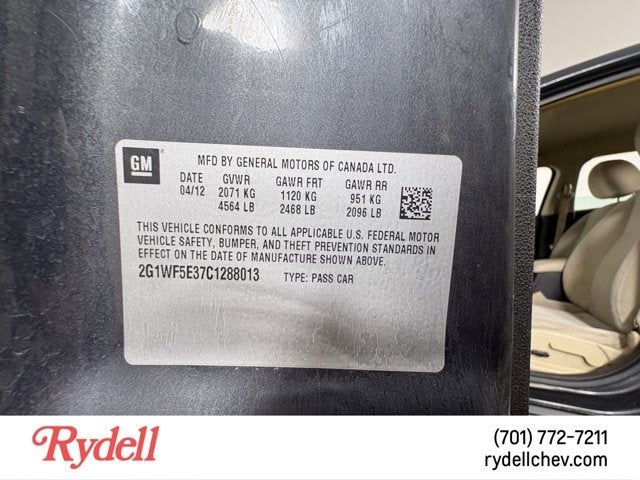 GM
MFD BY GENERAL MOTORS OF CANADA LTD.
DATE GVWR GAWR FRT GAWR RR
04/12 2071 KG 1120 KG 951 KG
4564 LB 2468 LB 2096 LB
THIS VEHICLE CONFORMS TO ALL APPLICABLE U.S. FEDERAL MOTOR
VEHICLE SAFETY, BUMPER, AND THEFT PREVENTION STANDARDS IN
EFFECT ON THE DATE OF MANUFACTURE SHOWN ABOVE.
2G1WF5E37C1288013 TYPE: PASS CAR
Rydell
(701) 772-7211
rydellchev.com